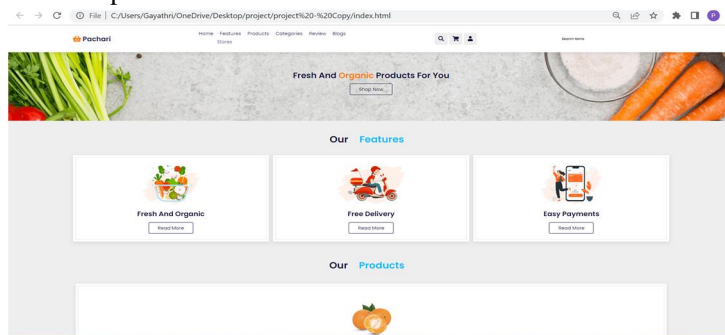 File | C:/Users/Gayathri/OneDrive/Desktop/project/project%20-%20Copy/index.html
P
Pachari
Home Features Products Categories Review Blogs
Stores
Search Items
Fresh And Organic Products For You
Shop Now
Our Features
Fresh And Organic
Free Delivery
Easy Payments
Read More
Read More
Read More
Our Products